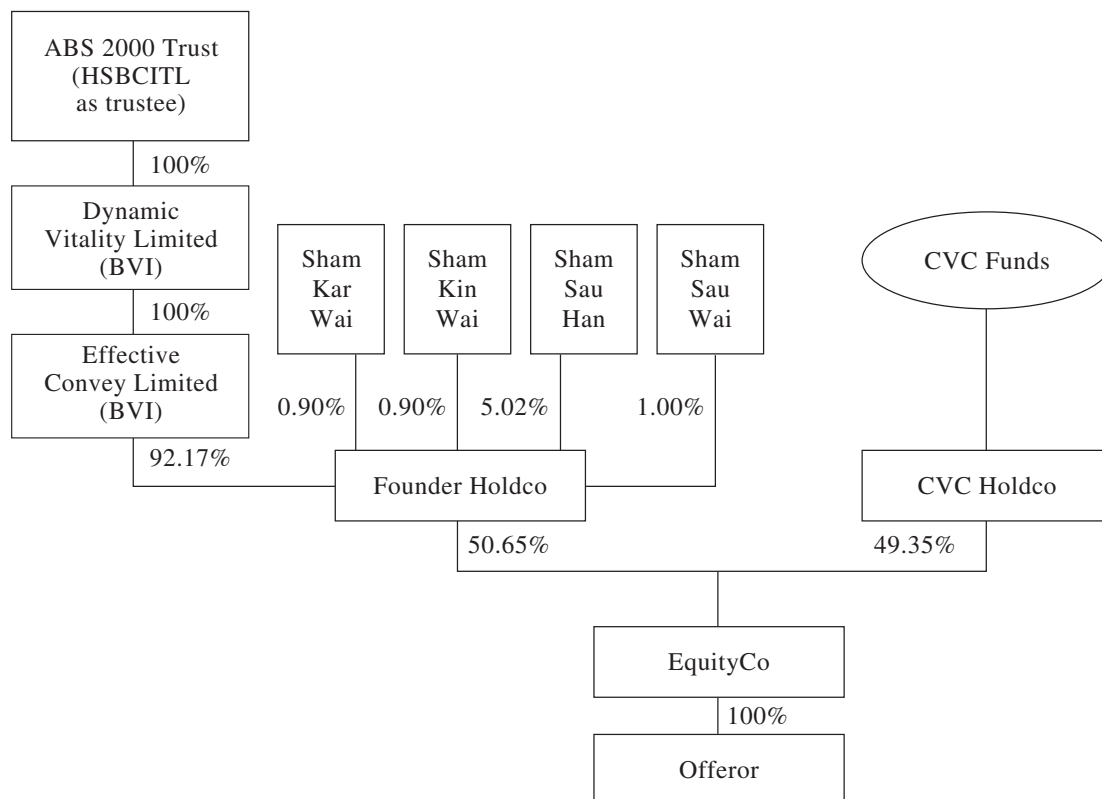 ABS 2000 Trust
(HSBCITL
as trustee)
100%
Dynamic
Vitality Limited
(BVI)
100%
Effective
Convey Limited
(BVI)
92.17%
Sham
Kar
Wai
0.90%
Sham
Kin
Wai
0.90%
Sham
Sau
Han
5.02%
Sham
Sau
Wai
1.00%
CVC Funds
Founder Holdco
CVC Holdco
50.65%
49.35%
EquityCo
100%
Offeror